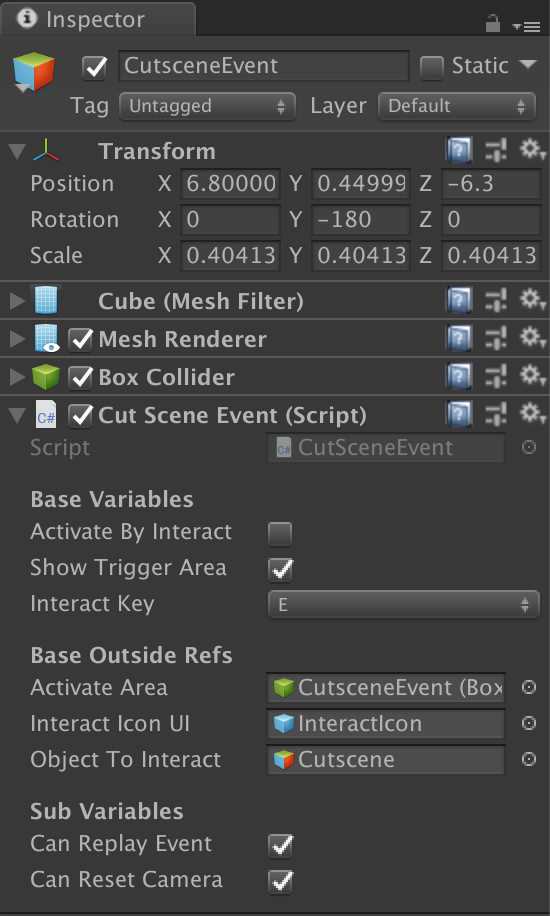 Inspector
CutsceneEvent Static
Tag Untagged Layer Default
Transform
Position X 6.80000 Y 0.44999 Z -6.3
Rotation X 0 Y -180 Z 0
Scale X 0.40413 Y 0.40413 Z 0.40413
Cube (Mesh Filter)
Mesh Renderer
Box Collider
C# Cut Scene Event (Script)
Script C# CutSceneEvent
Base Variables
Activate By Interact
Show Trigger Area
Interact Key E
Base Outside Refs
Activate Area CutsceneEvent (Box
Interact Icon UI InteractIcon
Object To Interact Cutscene
Sub Variables
Can Replay Event
Can Reset Camera